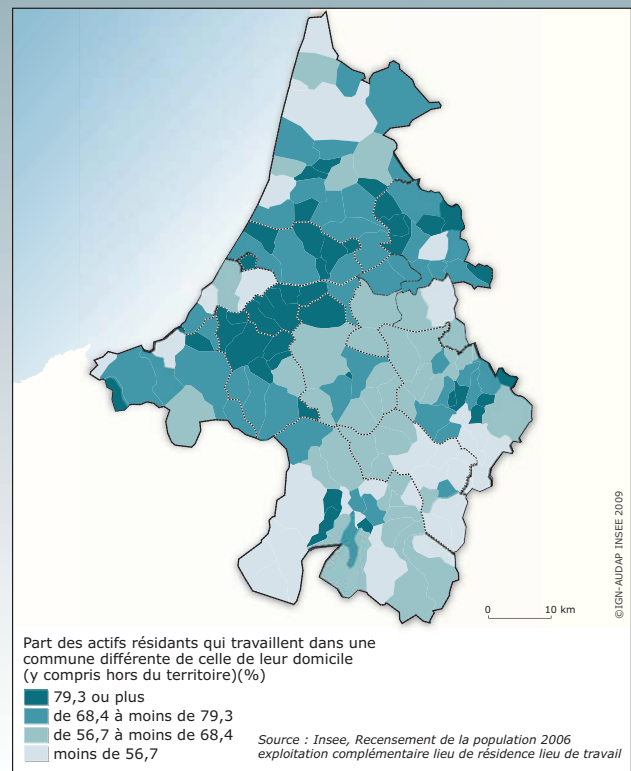 ©IGN-AUDAP INSEE 2009
0 10 km
Part des actifs résidants qui travaillent dans une
commune différente de celle de leur domicile
(y compris hors du territoire)(%)
79,3 ou plus
de 68,4 à moins de 79,3
de 56,7 à moins de 68,4
moins de 56,7
Source : Insee, Recensement de la population 2006
exploitation complémentaire lieu de résidence lieu de travail